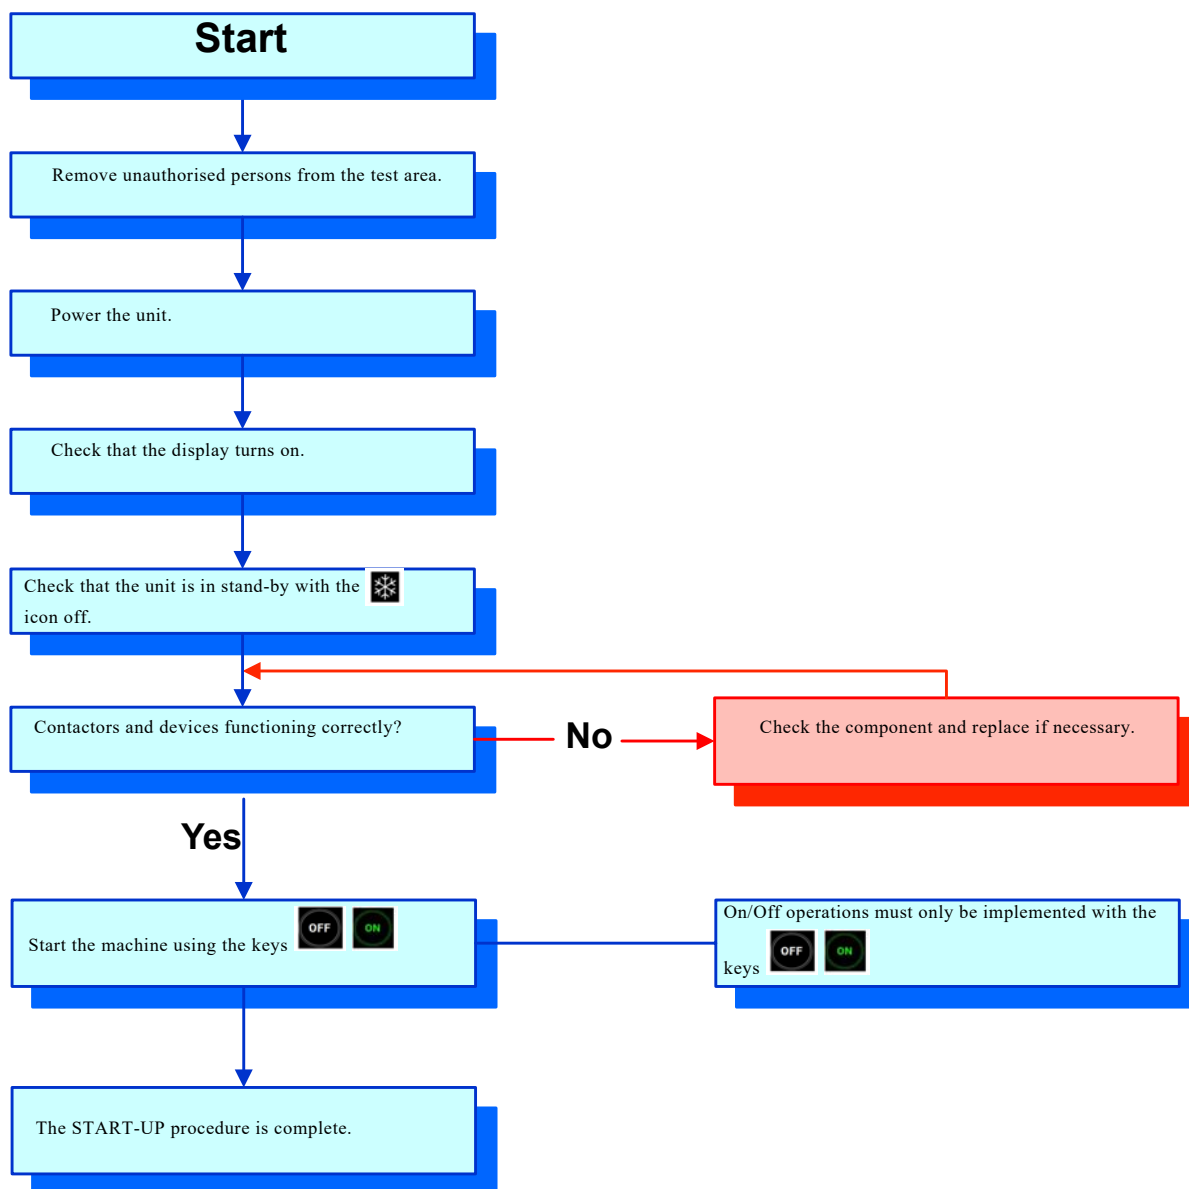 Start
Remove unauthorised persons from the test area.
Power the unit.
Check that the display turns on.
Check that the unit is in stand-by with the
icon off.
Contactors and devices functioning correctly?
No
Check the component and replace if necessary.
Yes
Start the machine using the keys OFF ON
On/Off operations must only be implemented with the
keys OFF ON
The START-UP procedure is complete.